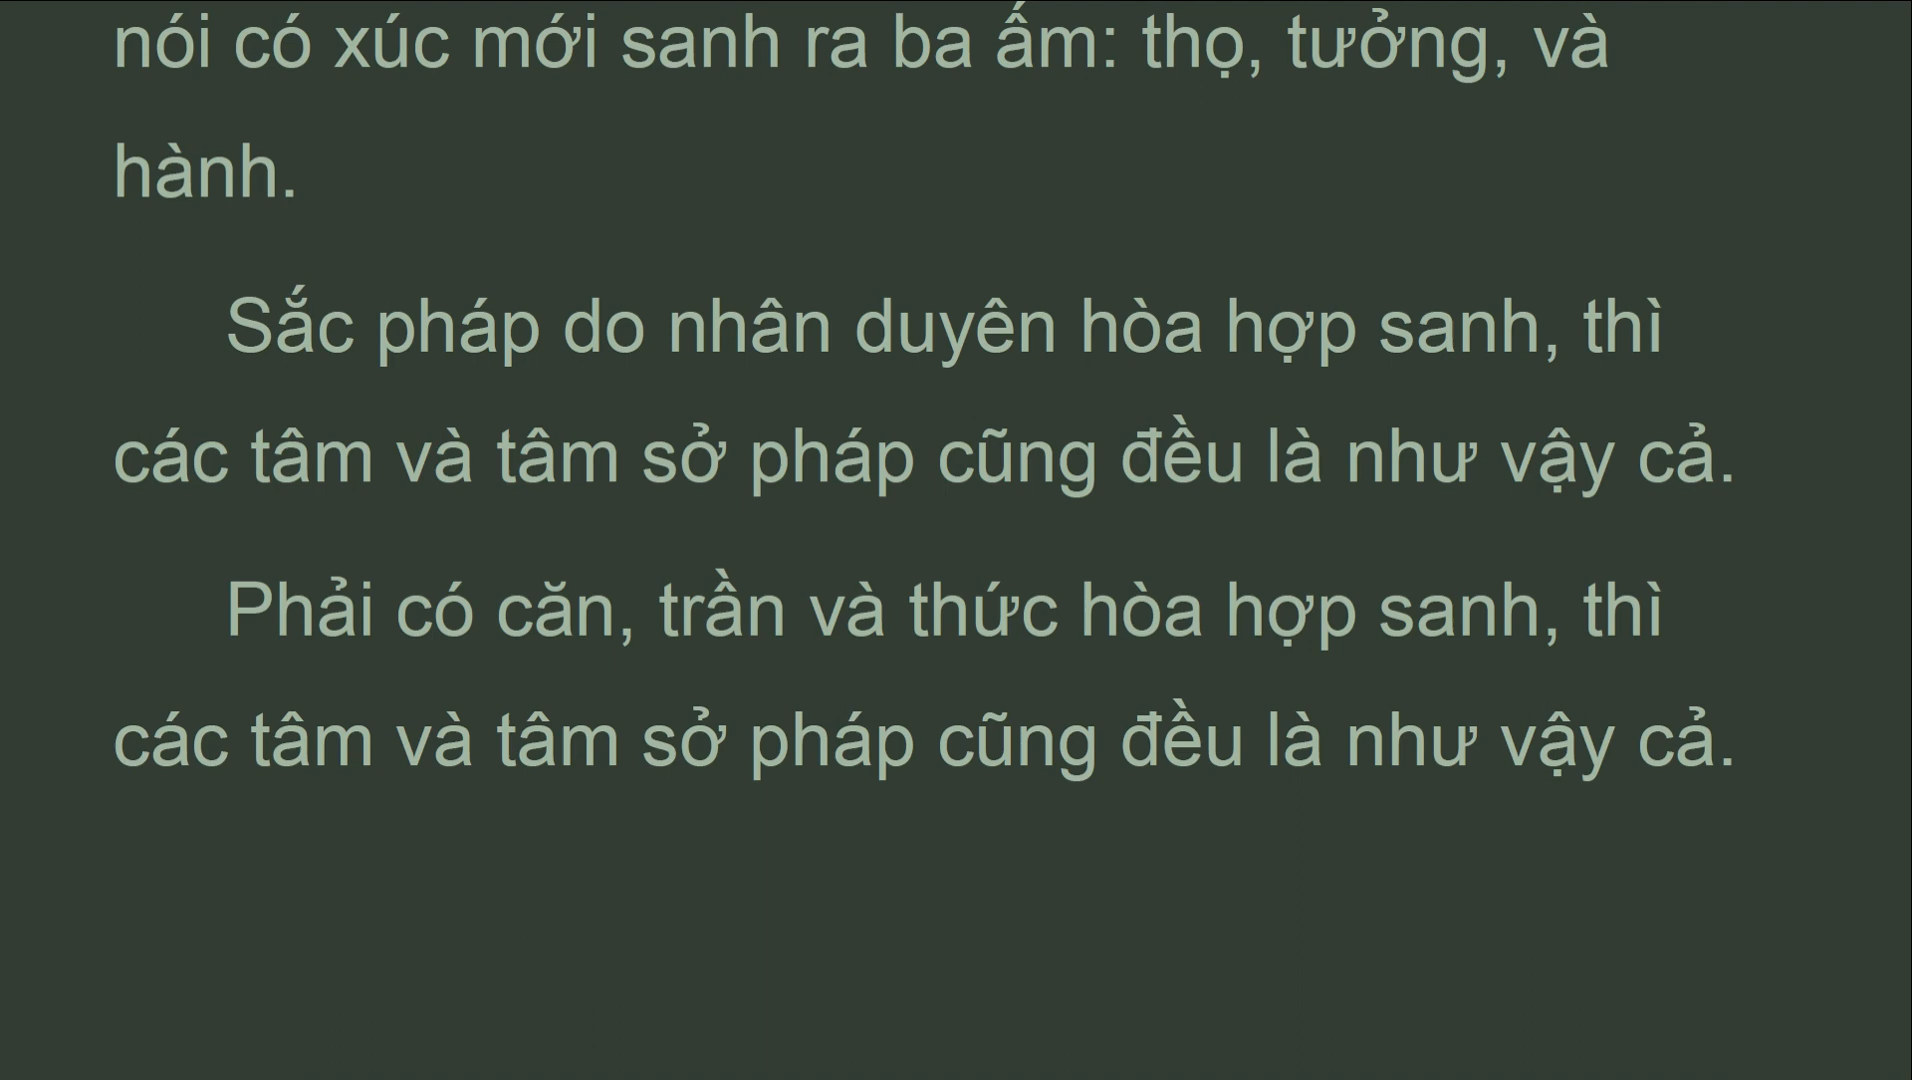 nói có xúc mới sanh ra ba ấm: thọ, tưởng, và
hành.
Sắc pháp do nhân duyên hòa hợp sanh, thì
các tâm và tâm sở pháp cũng đều là như vậy cả.
Phải có căn, trần và thức hòa hợp sanh, thì
các tâm và tâm sở pháp cũng đều là như vậy cả.